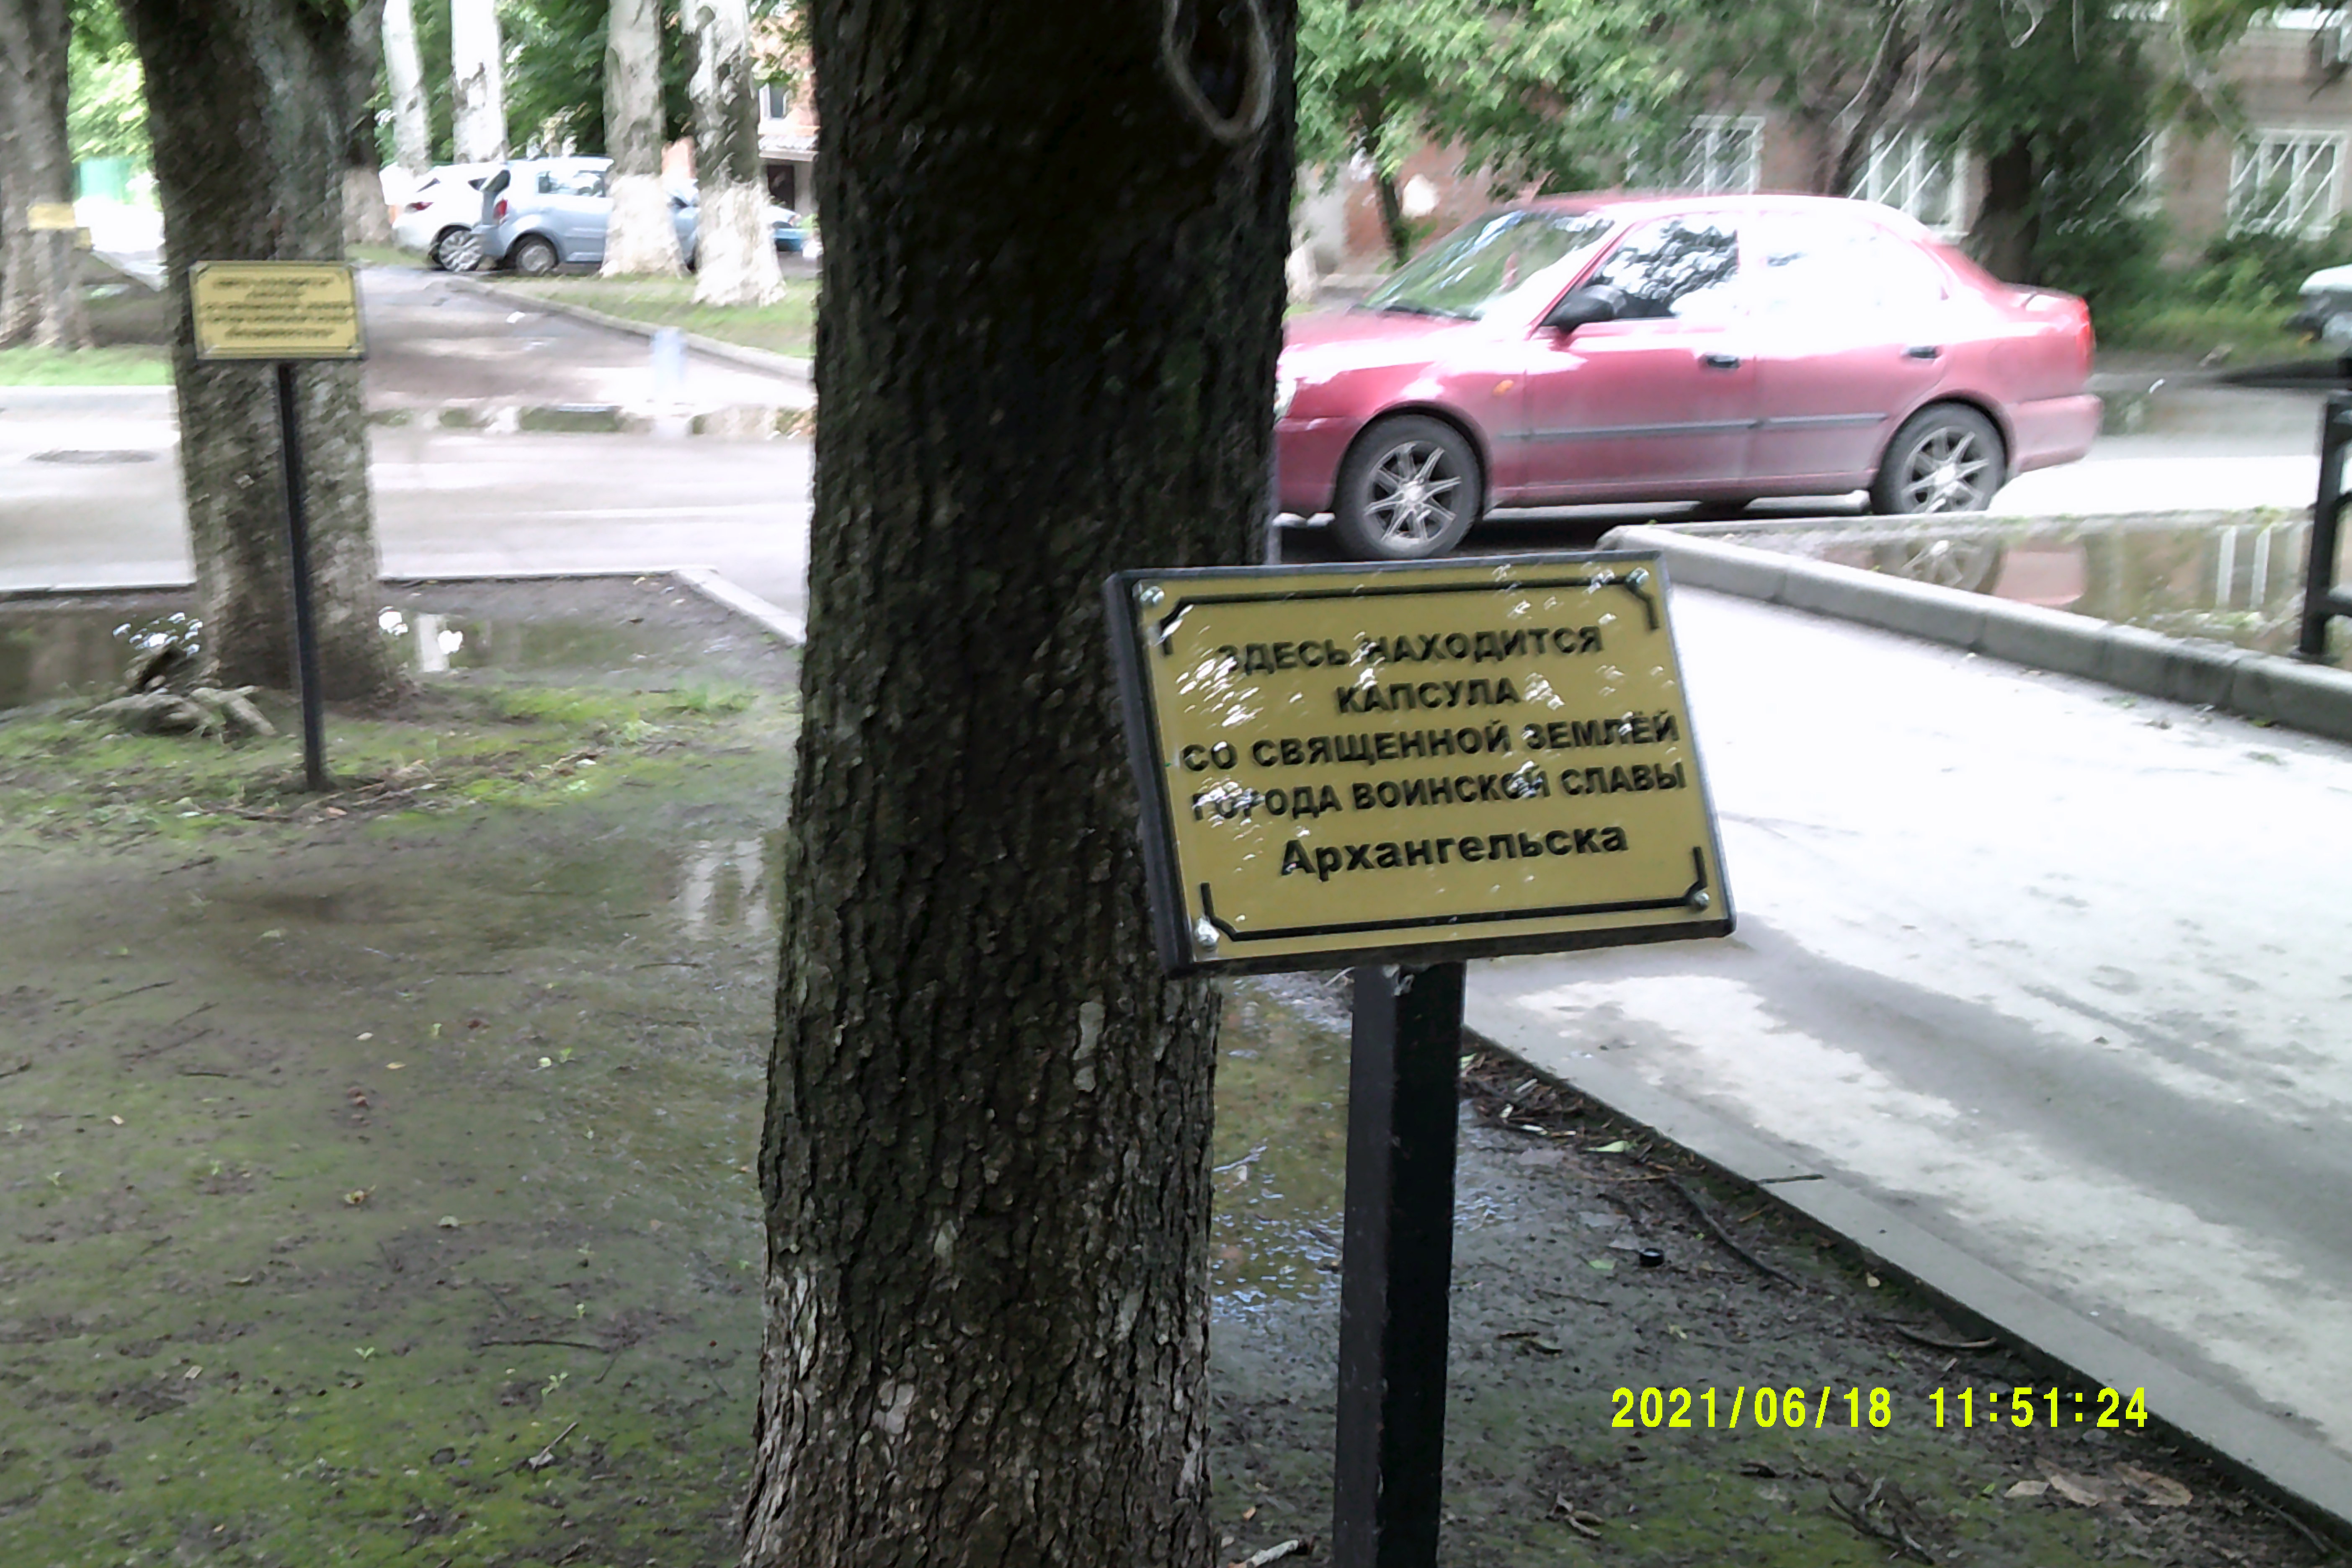 ЗДЕСЬ НАХОДИТСЯ
КАПСУЛА
СО СВЯЩЕННОЙ ЗЕМЛЁЙ
ГОРОДА ВОИНСКОЙ СЛАВЫ
Архангельска
2021/06/18 11:51:24